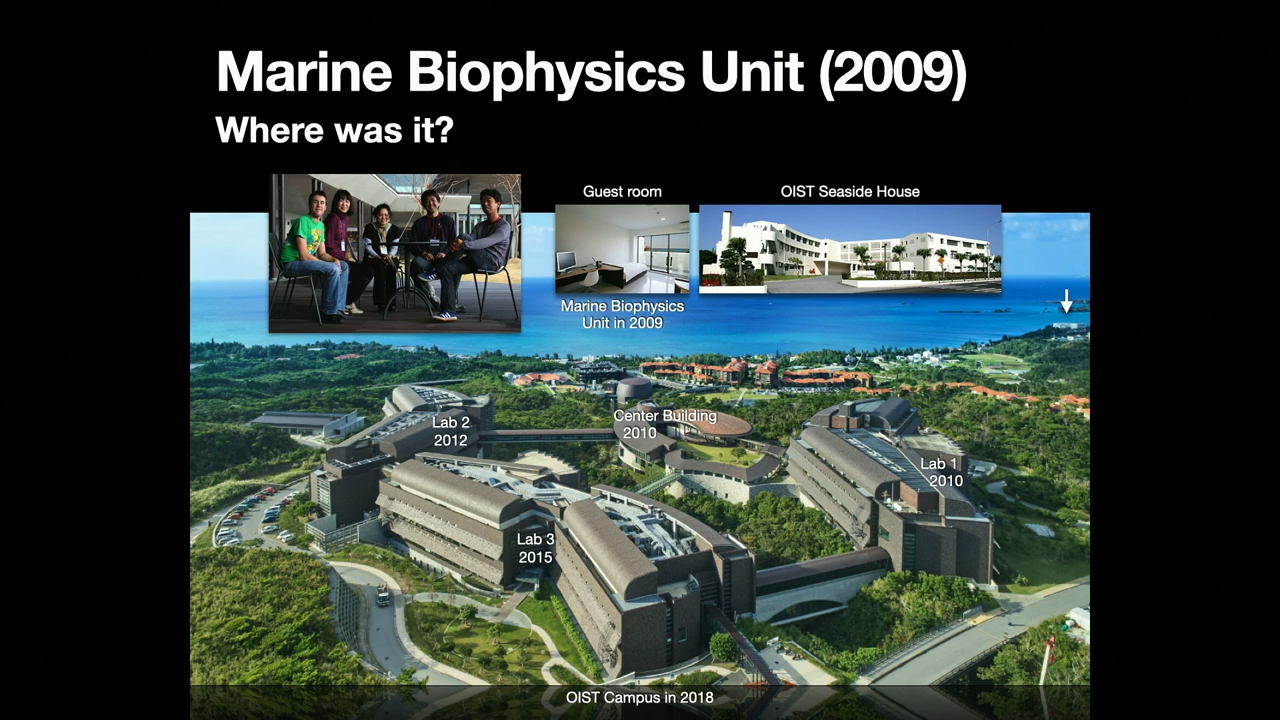 Marine Biophysics Unit (2009)
Where was it?
Guest room
OIST Seaside House
Marine Biophysics
Unit in 2009
Lab 2
2012
Center Building
2010
Lab 1
2010
Lab 3
2015
OIST Campus in 2018